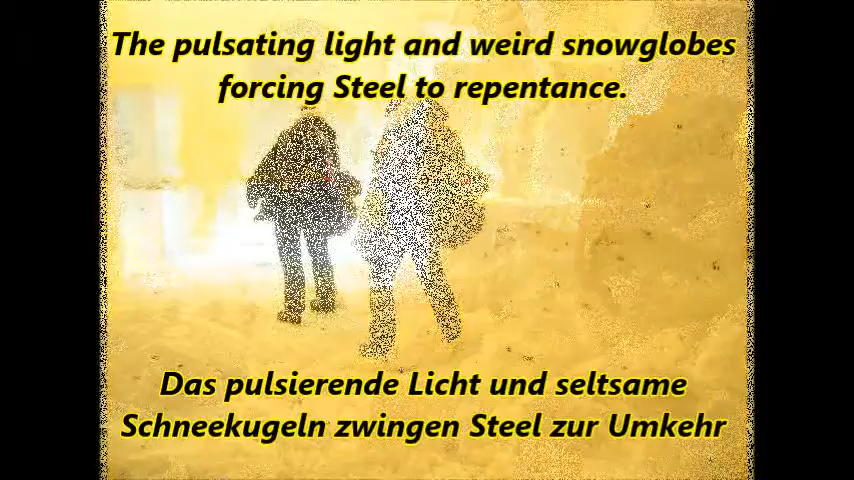 The pulsating light and weird snowglobes
forcing Steel to repentance.
Das pulsierende Licht und seltsame
Schneekugeln zwingen Steel zur Umkehr